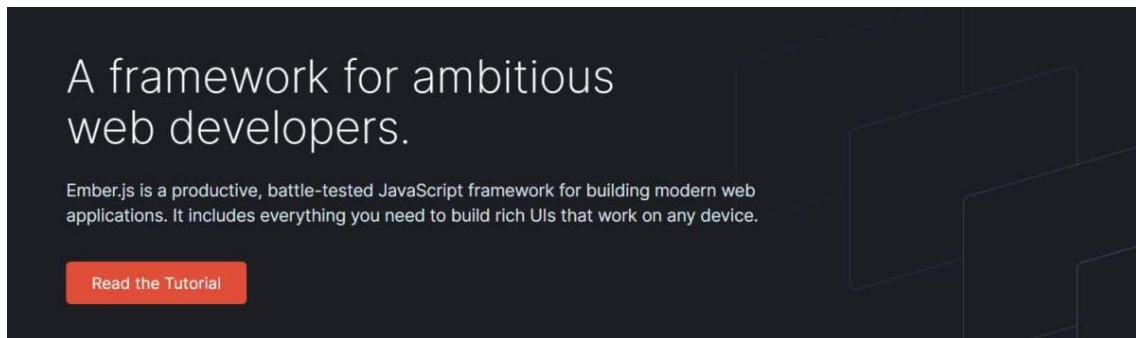 A framework for ambitious
web developers.
Ember.js is a productive, battle-tested JavaScript framework for building modern web
applications. It includes everything you need to build rich UIs that work on any device.
Read the Tutorial